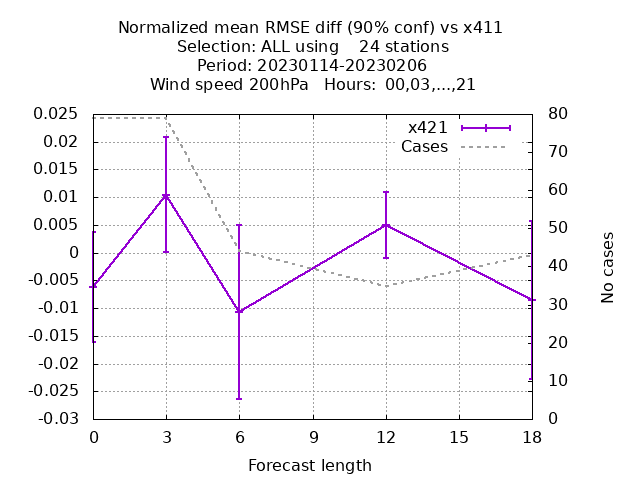 Normalized mean RMSE diff (90% conf) vs x411
Selection: ALL using    24 stations
Period: 20230114-20230206
Wind speed 200hPa   Hours: 00,03,...,21
x421
Cases
0.025
0.02
0.015
0.01
0.005
0
-0.005
-0.01
-0.015
-0.02
-0.025
-0.03
80
70
60
50
40
30
20
10
0
No cases
0 3 6 9 12 15 18
Forecast length